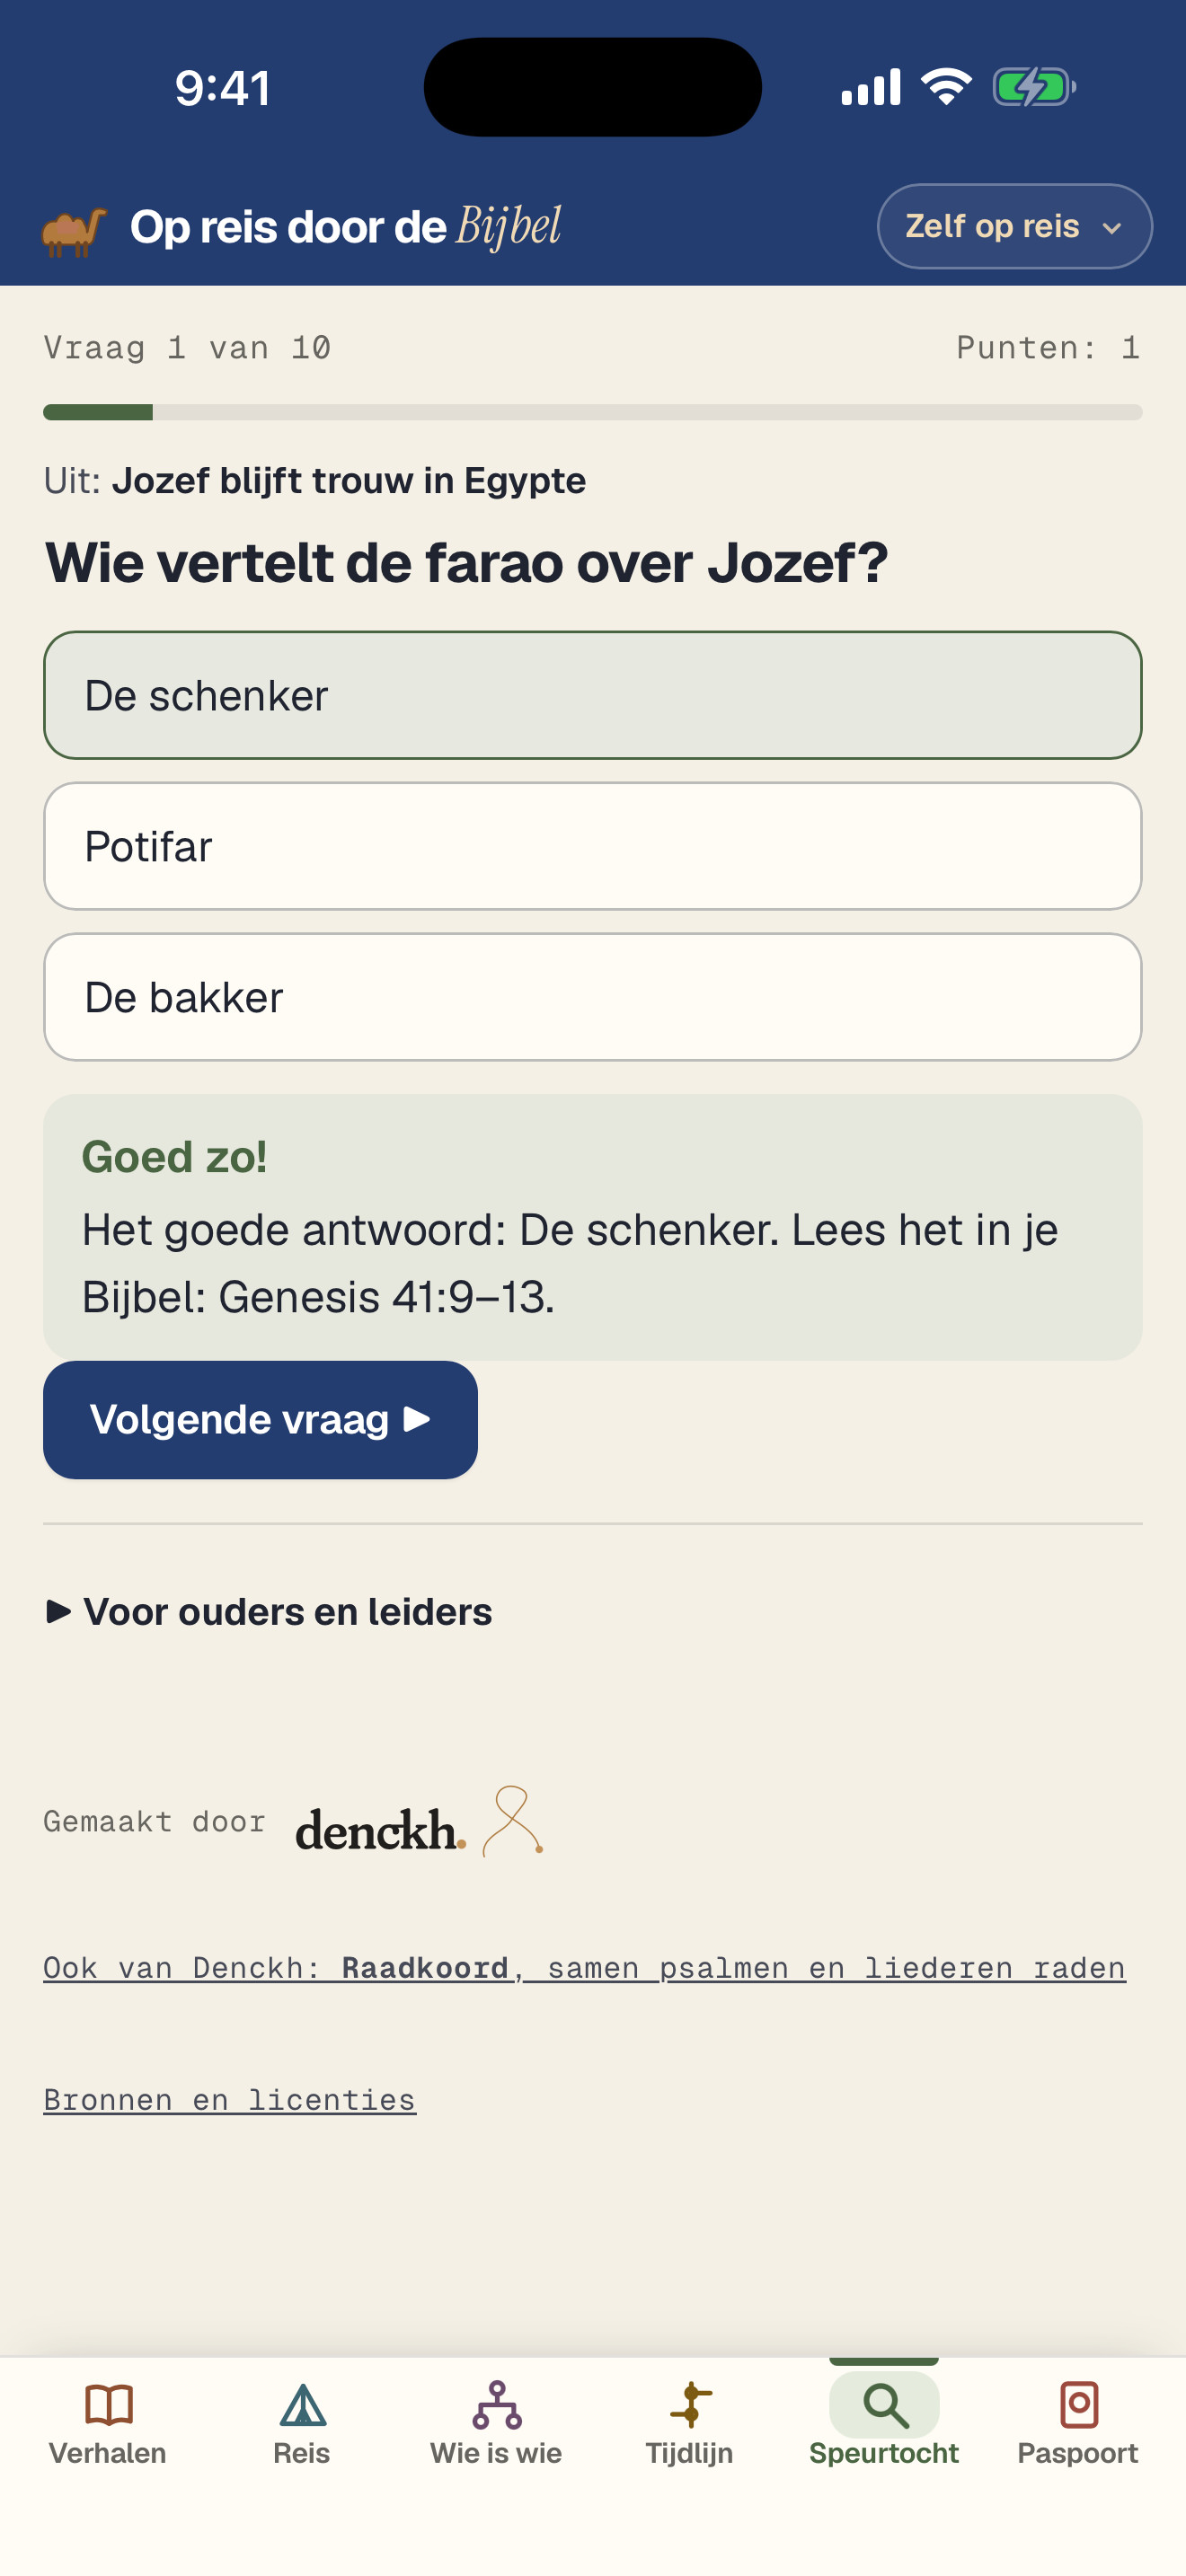 9:41
Op reis door de Bijbel
Zelf op reis
Vraag 1 van 10
Punten: 1
Uit: Jozef blijft trouw in Egypte
Wie vertelt de farao over Jozef?
De schenker
Potifar
De bakker
Goed zo!
Het goede antwoord: De schenker. Lees het in je
Bijbel: Genesis 41:9–13.
Volgende vraag ▶
▶ Voor ouders en leiders
Gemaakt door denckh.
Ook van Denckh: Raadkoord, samen psalmen en liederen raden
Bronnen en licenties
Verhalen
Reis
Wie is wie
Tijdlijn
Speurtocht
Paspoort